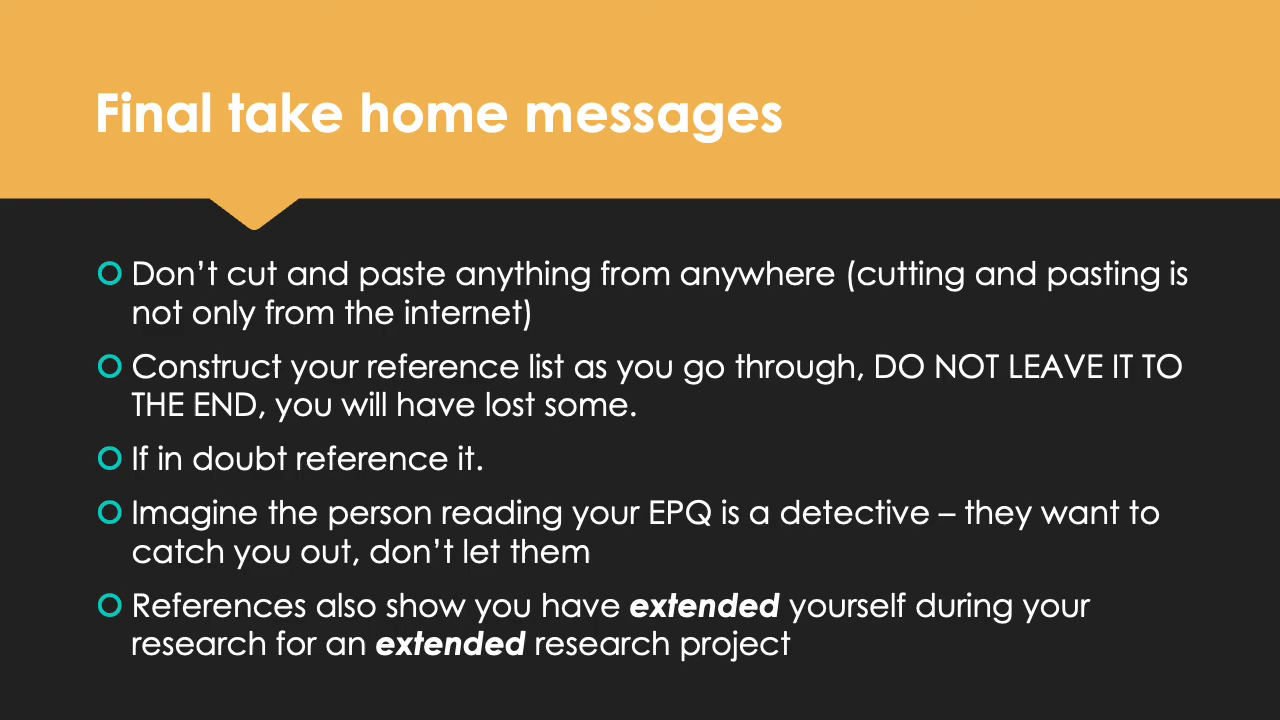 Final take home messages
Don’t cut and paste anything from anywhere (cutting and pasting is
not only from the internet)
Construct your reference list as you go through, DO NOT LEAVE IT TO
THE END, you will have lost some.
If in doubt reference it.
Imagine the person reading your EPQ is a detective – they want to
catch you out, don’t let them
References also show you have extended yourself during your
research for an extended research project